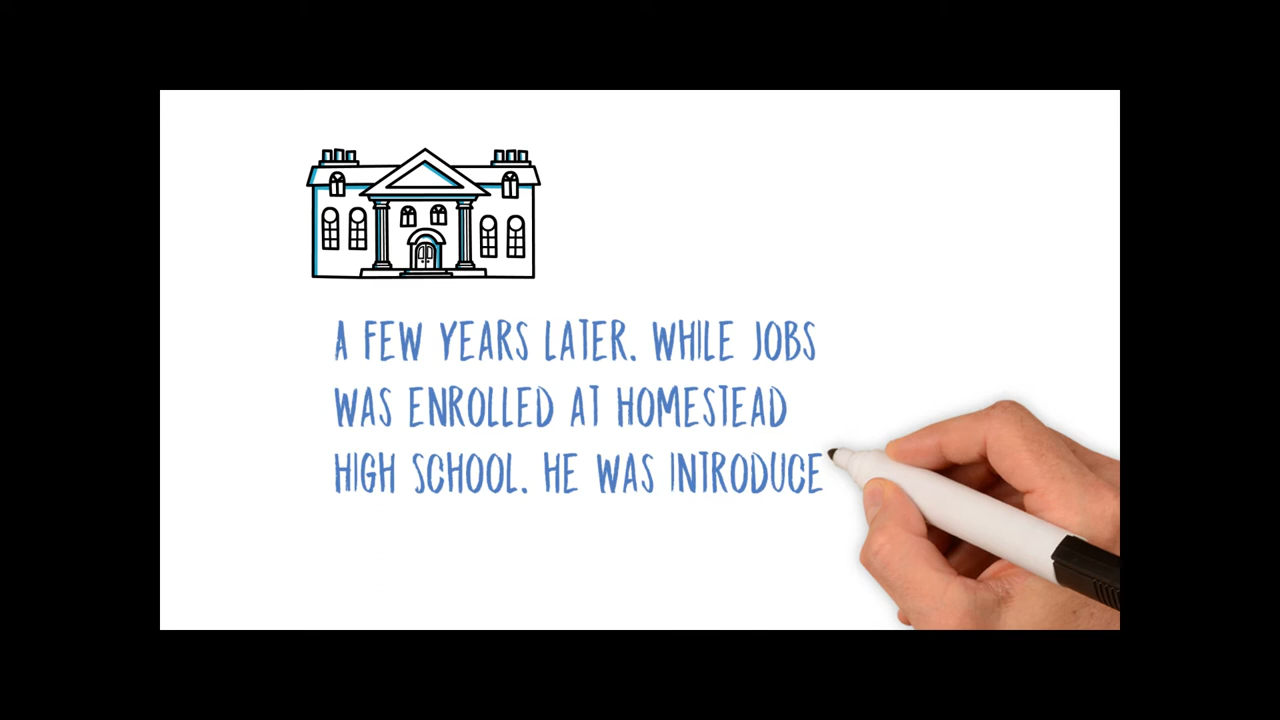 A FEW YEARS LATER. WHILE JOBS
WAS ENROLLED AT HOMESTEAD
HIGH SCHOOL. HE WAS INTRODUCE